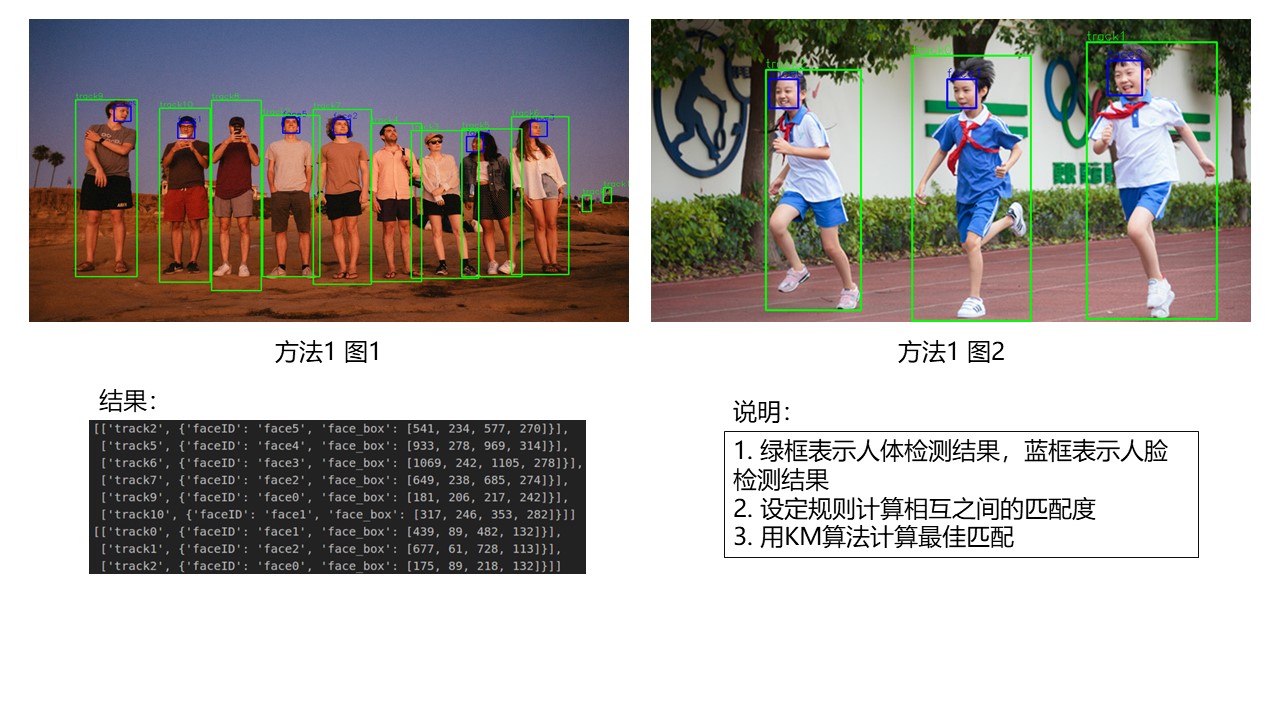 track9
track10
track7
face2
track1
方法1 图1
方法1 图2
结果：
[['track2', {'faceID': 'face5', 'face_box': [541, 234, 577, 270]}],
['track5', {'faceID': 'face4', 'face_box': [933, 278, 969, 314]}],
['track6', {'faceID': 'face3', 'face_box': [1069, 242, 1105, 278]}],
['track7', {'faceID': 'face2', 'face_box': [649, 238, 685, 274]}],
['track9', {'faceID': 'face0', 'face_box': [181, 206, 217, 242]}],
['track10', {'faceID': 'face1', 'face_box': [317, 246, 353, 282]}]]
[['track0', {'faceID': 'face1', 'face_box': [439, 89, 482, 132]}],
['track1', {'faceID': 'face2', 'face_box': [677, 61, 728, 113]}],
['track2', {'faceID': 'face0', 'face_box': [175, 89, 218, 132]}]]
说明：
1. 绿框表示人体检测结果，蓝框表示人脸
检测结果
2. 设定规则计算相互之间的匹配度
3. 用KM算法计算最佳匹配